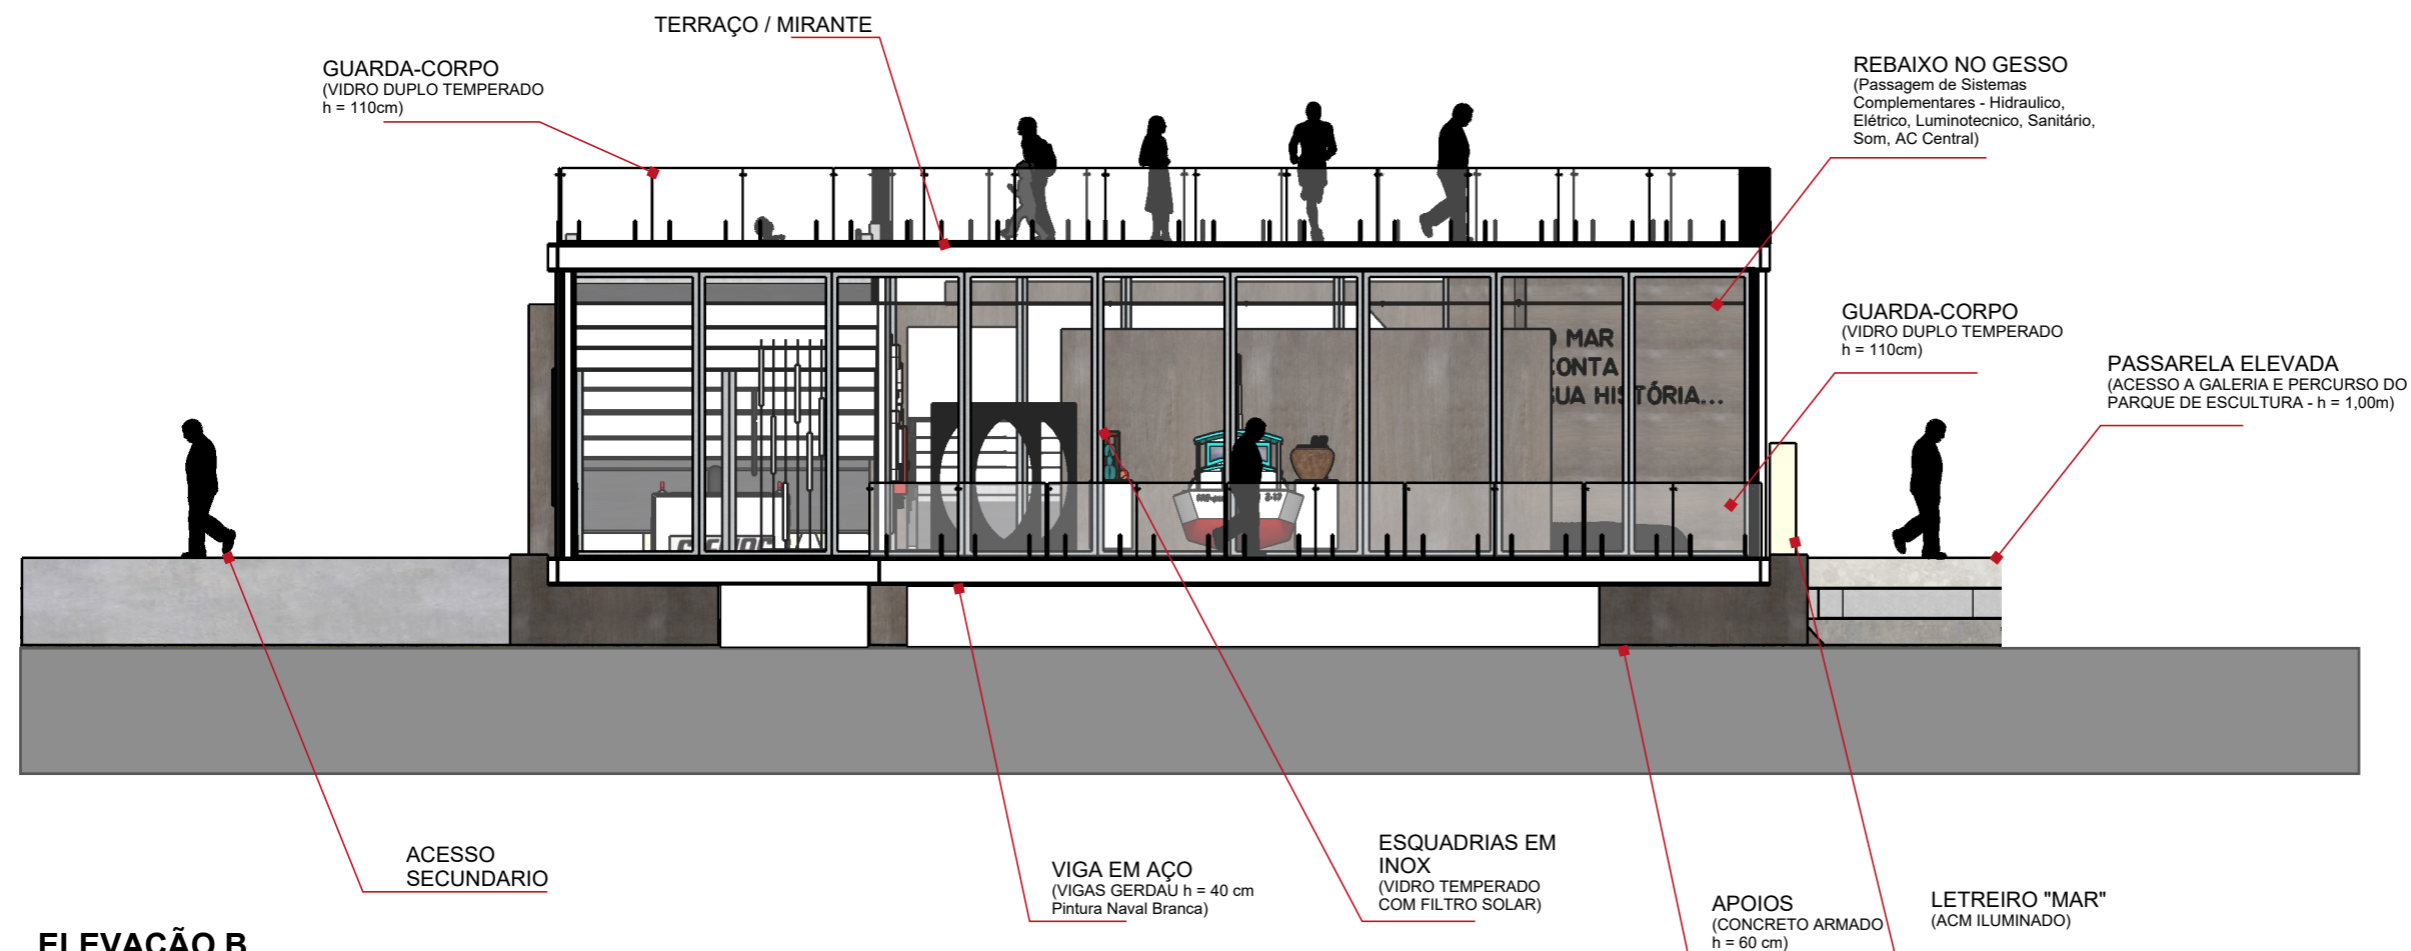 TERRAÇO / MIRANTE
GUARDA-CORPO
(VIDRO DUPLO TEMPERADO
h = 110cm)
REBAIXO NO GESSO
(Passagem de Sistemas
Complementares - Hidraulico,
Elétrico, Luminotecnico, Sanitário,
Som, AC Central)
GUARDA-CORPO
(VIDRO DUPLO TEMPERADO
h = 110cm)
PASSARELA ELEVADA
(ACESSO A GALERIA E PERCURSO DO
PARQUE DE ESCULTURA - h = 1,00m)
MAR
CONTA
SUA HISTÓRIA...
ACESSO
SECUNDARIO
VIGA EM AÇO
(VIGAS GERDAU h = 40 cm
Pintura Naval Branca)
ESQUADRIAS EM
INOX
(VIDRO TEMPERADO
COM FILTRO SOLAR)
APOIOS
(CONCRETO ARMADO
h = 60 cm)
LETREIRO "MAR"
(ACM ILUMINADO)
ELEVAÇÃO B